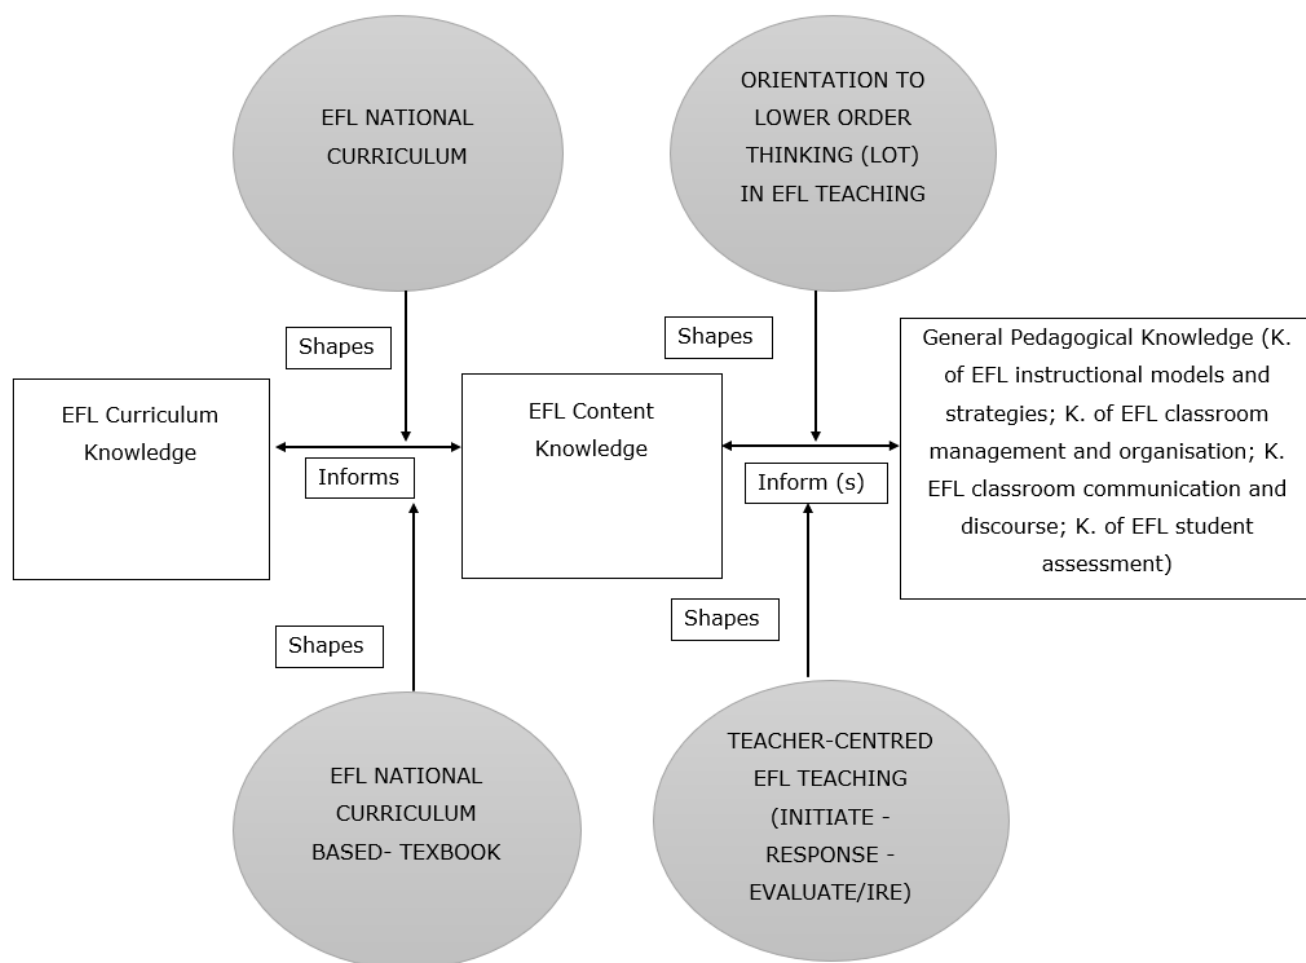 EFL NATIONAL
CURRICULUM
ORIENTATION TO
LOWER ORDER
THINKING (LOT)
IN EFL TEACHING
Shapes
Shapes
EFL Curriculum
Knowledge
Informs
EFL Content
Knowledge
Inform (s)
General Pedagogical Knowledge (K.
of EFL instructional models and
strategies; K. of EFL classroom
management and organisation; K.
EFL classroom communication and
discourse; K. of EFL student
assessment)
Shapes
Shapes
EFL NATIONAL
CURRICULUM
BASED- TEXBOOK
TEACHER-CENTRED
EFL TEACHING
(INITIATE -
RESPONSE -
EVALUATE/IRE)